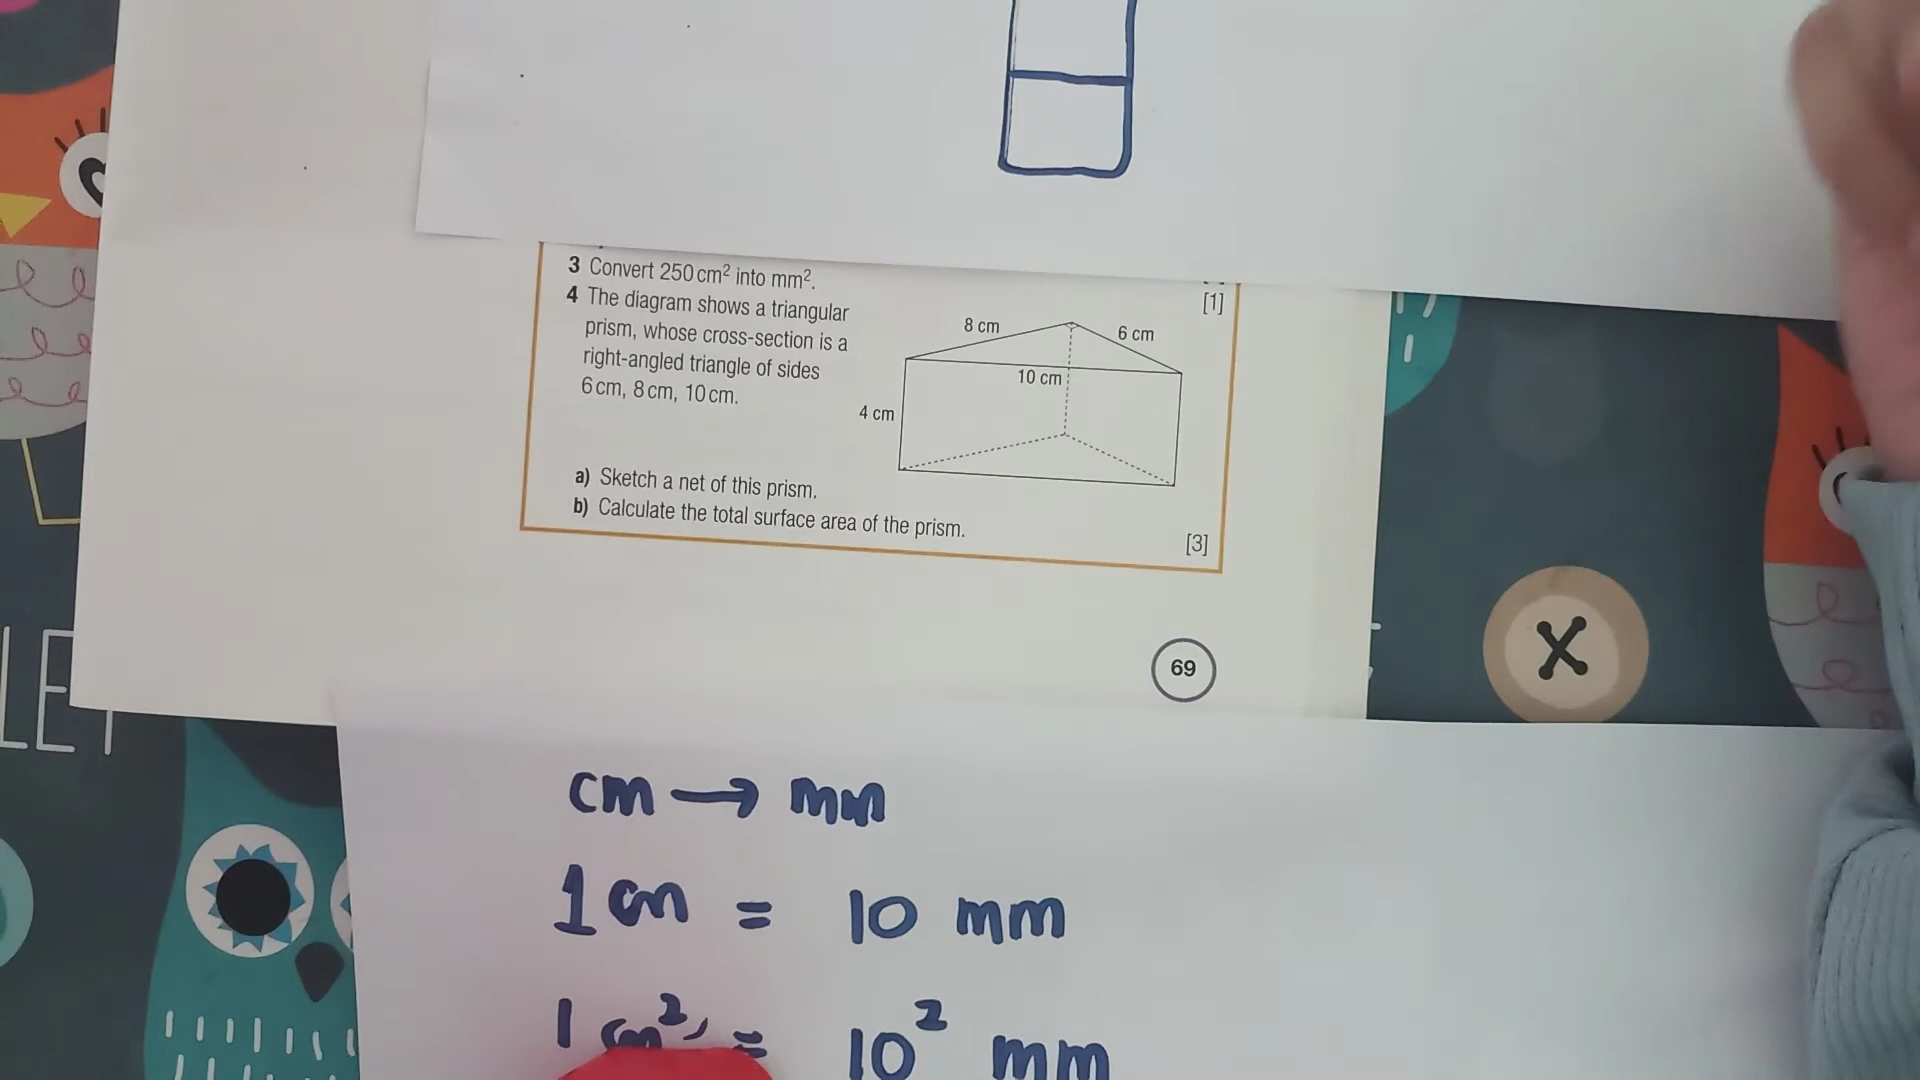 3 Convert 250 cm² into mm².
[1]
4 The diagram shows a triangular
prism, whose cross-section is a
right-angled triangle of sides
6 cm, 8 cm, 10 cm.
8 cm
6 cm
10 cm
4 cm
a) Sketch a net of this prism.
b) Calculate the total surface area of the prism.
[3]
69
cm → mm
1 cm = 10 mm
1 cm² = 10² mm